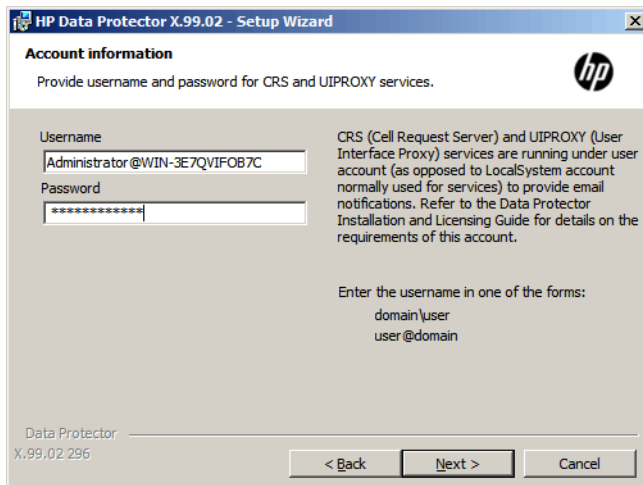 HP Data Protector X.99.02 - Setup Wizard
Account information
Provide username and password for CRS and UIPROXY services.
hp
Username
Administrator@WIN-3E7QVIFOB7C
Password
************
CRS (Cell Request Server) and UIPROXY (User
Interface Proxy) services are running under user
account (as opposed to LocalSystem account
normally used for services) to provide email
notifications. Refer to the Data Protector
Installation and Licensing Guide for details on the
requirements of this account.
Enter the username in one of the forms:
domain\user
user@domain
Data Protector
X.99.02 296
< Back
Next >
Cancel